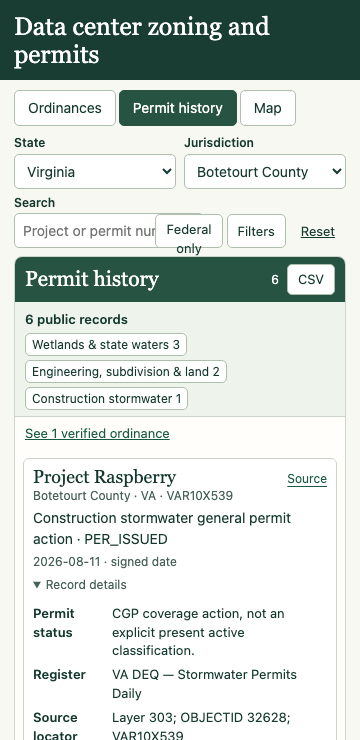 Data center zoning and
permits
Ordinances
Permit history
Map
State
Jurisdiction
Virginia
Botetourt County
Search
Project or permit nur
Federal
only
Filters
Reset
Permit history
6
CSV
6 public records
Wetlands & state waters 3
Engineering, subdivision & land 2
Construction stormwater 1
See 1 verified ordinance
Project Raspberry
Source
Botetourt County · VA · VAR10X539
Construction stormwater general permit
action · PER_ISSUED
2026-08-11 · signed date
▼ Record details
Permit
status
CGP coverage action, not an
explicit present active
classification.
Register
VA DEQ — Stormwater Permits
Daily
Source
locator
Layer 303; OBJECTID 32628;
VAR10X539